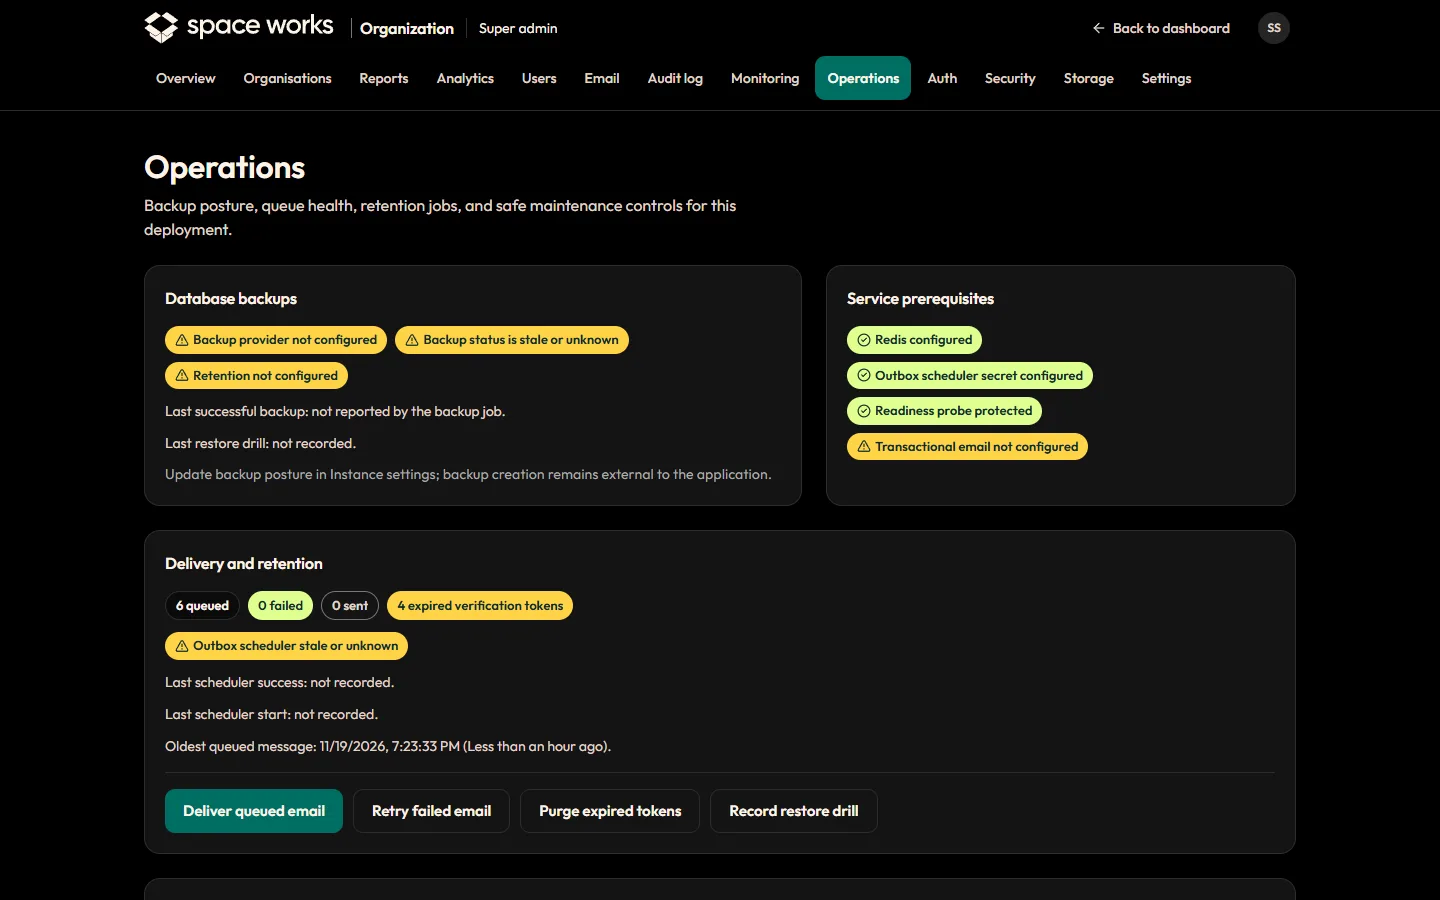 space works
Organization
Super admin
Back to dashboard
SS
Overview
Organisations
Reports
Analytics
Users
Email
Audit log
Monitoring
Operations
Auth
Security
Storage
Settings
Operations
Backup posture, queue health, retention jobs, and safe maintenance controls for this
deployment.
Database backups
Backup provider not configured
Backup status is stale or unknown
Retention not configured
Last successful backup: not reported by the backup job.
Last restore drill: not recorded.
Update backup posture in Instance settings; backup creation remains external to the application.
Service prerequisites
Redis configured
Outbox scheduler secret configured
Readiness probe protected
Transactional email not configured
Delivery and retention
6 queued
0 failed
0 sent
4 expired verification tokens
Outbox scheduler stale or unknown
Last scheduler success: not recorded.
Last scheduler start: not recorded.
Oldest queued message: 11/19/2026, 7:23:33 PM (Less than an hour ago).
Deliver queued email
Retry failed email
Purge expired tokens
Record restore drill